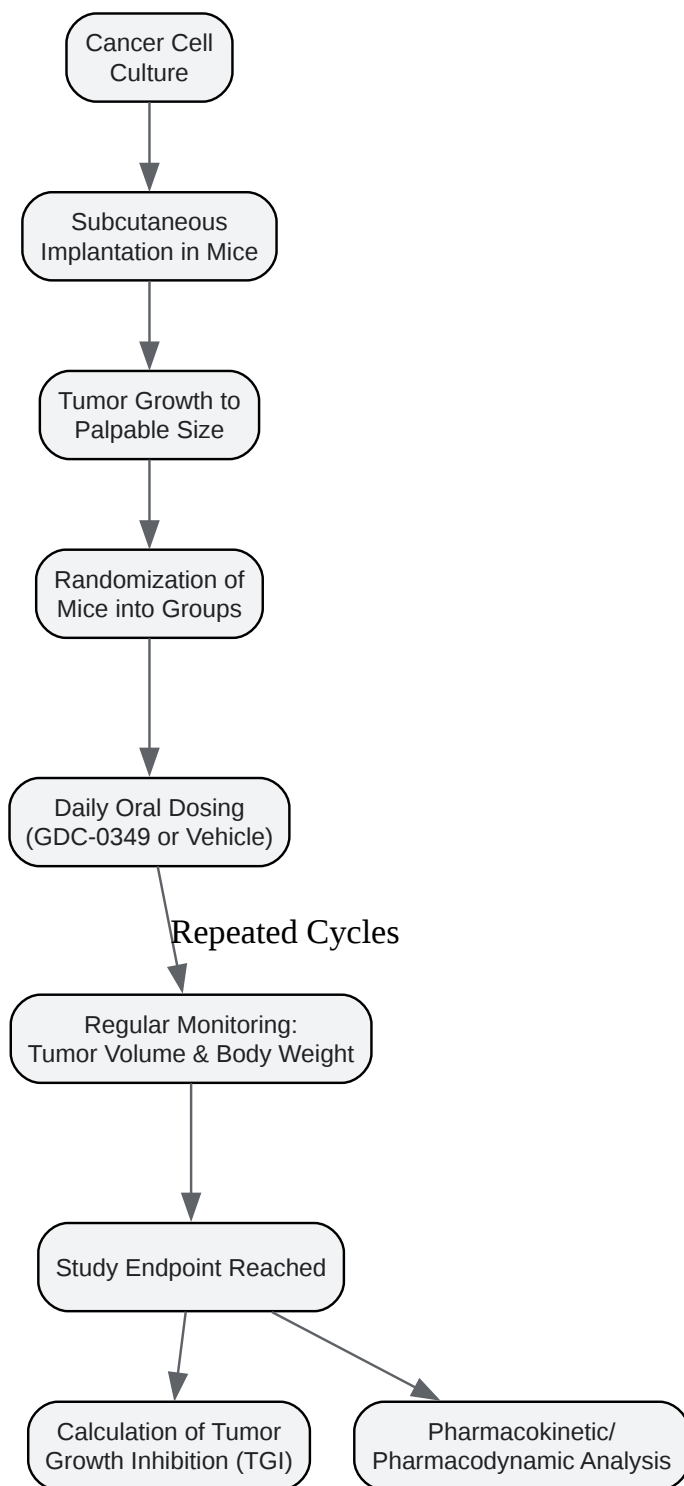 Cancer Cell
Culture
Subcutaneous
Implantation in Mice
Tumor Growth to
Palpable Size
Randomization of
Mice into Groups
Daily Oral Dosing
(GDC-0349 or Vehicle)
Repeated Cycles
Regular Monitoring:
Tumor Volume & Body Weight
Study Endpoint Reached
Calculation of Tumor
Growth Inhibition (TGI)
Pharmacokinetic/
Pharmacodynamic Analysis